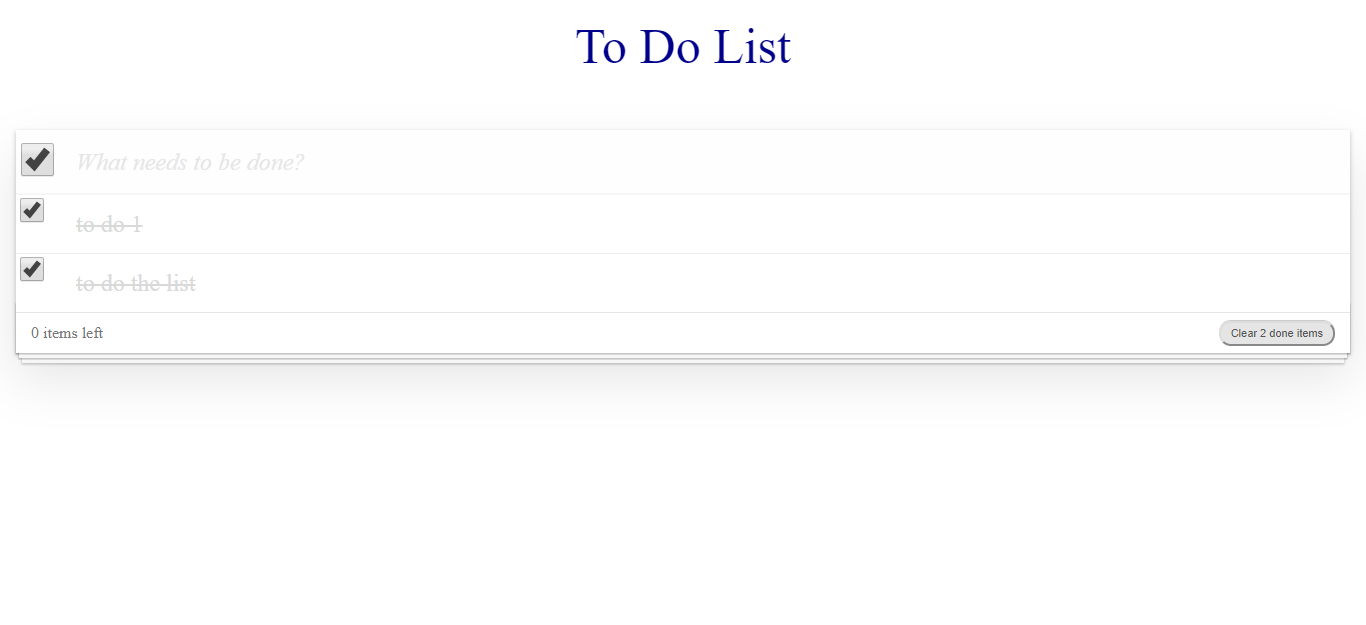 To Do List
What needs to be done?
to do 1
to do the list
0 items left
Clear 2 done items